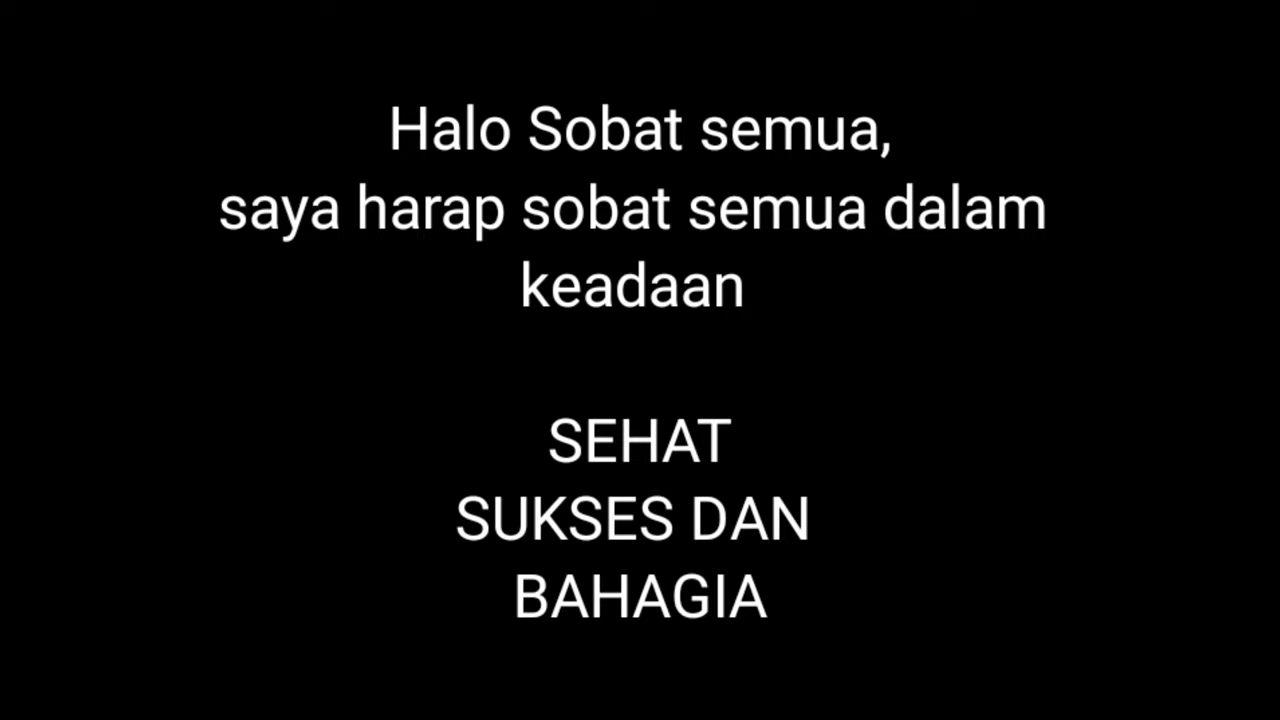 Halo Sobat semua,
saya harap sobat semua dalam
keadaan
SEHAT
SUKSES DAN
BAHAGIA